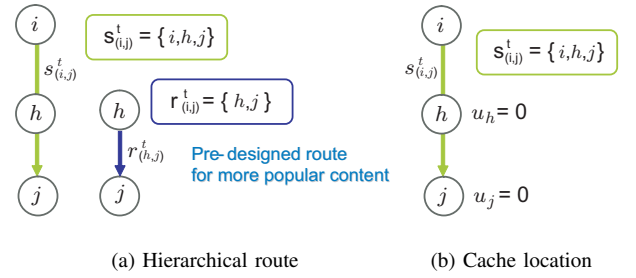 i
s^t_(i,j) = { i,h,j }
s^t_(i,j)
h
j
h
r^t_(i,j) = { h,j }
r^t_(h,j)
j
Pre-designed route
for more popular content
(a) Hierarchical route
i
s^t_(i,j) = { i,h,j }
s^t_(i,j)
h
u_h = 0
j
u_j = 0
(b) Cache location